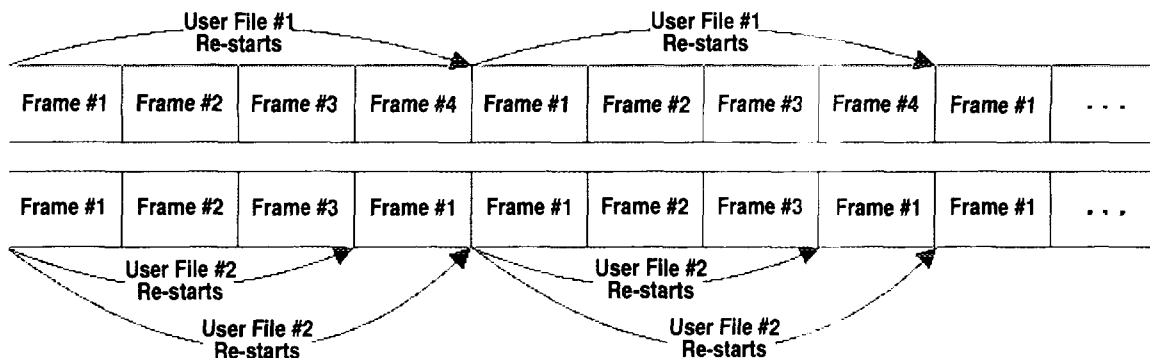 User File #1
Re-starts
User File #1
Re-starts
Frame #1 Frame #2 Frame #3 Frame #4 Frame #1 Frame #2 Frame #3 Frame #4 Frame #1 . . .
Frame #1 Frame #2 Frame #3 Frame #1 Frame #1 Frame #2 Frame #3 Frame #1 Frame #1 . . .
User File #2
Re-starts
User File #2
Re-starts
User File #2
Re-starts
User File #2
Re-starts